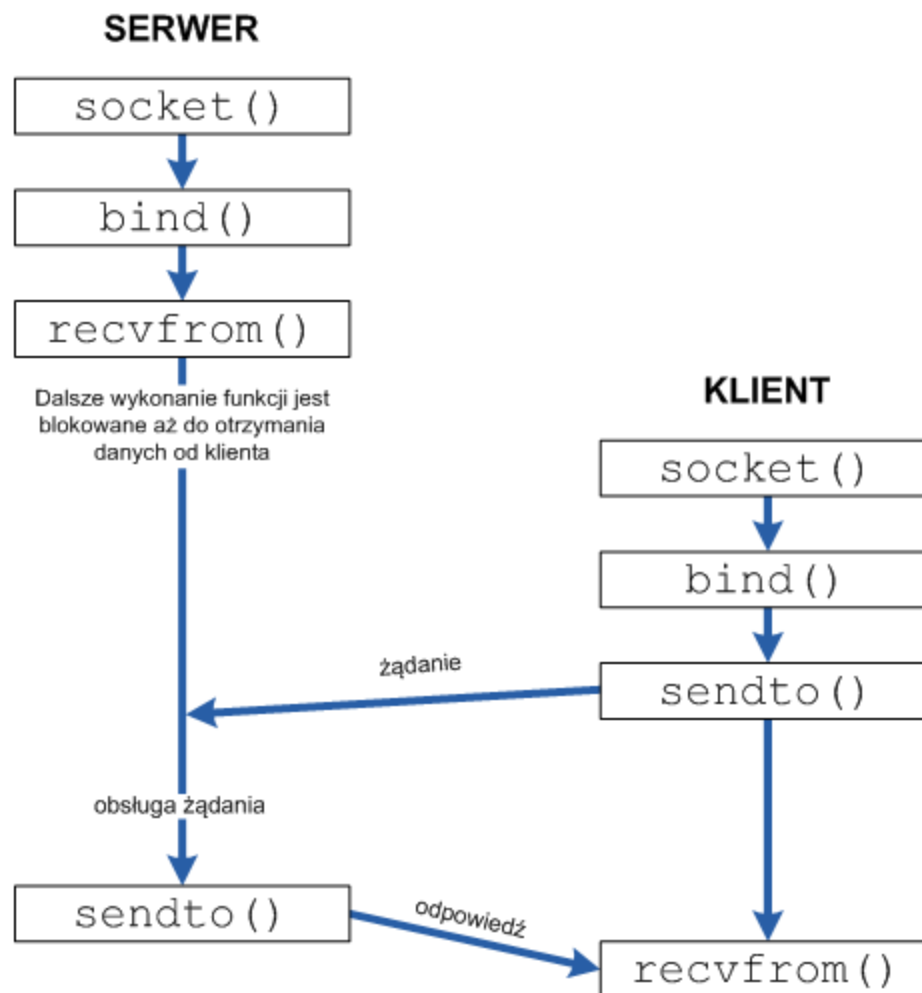 SERWER
socket()
bind()
recvfrom()
Dalsze wykonanie funkcji jest
blokowane aż do otrzymania
danych od klienta
KLIENT
socket()
bind()
żądanie
sendto()
obsługa żądania
sendto()
odpowiedź
recvfrom()